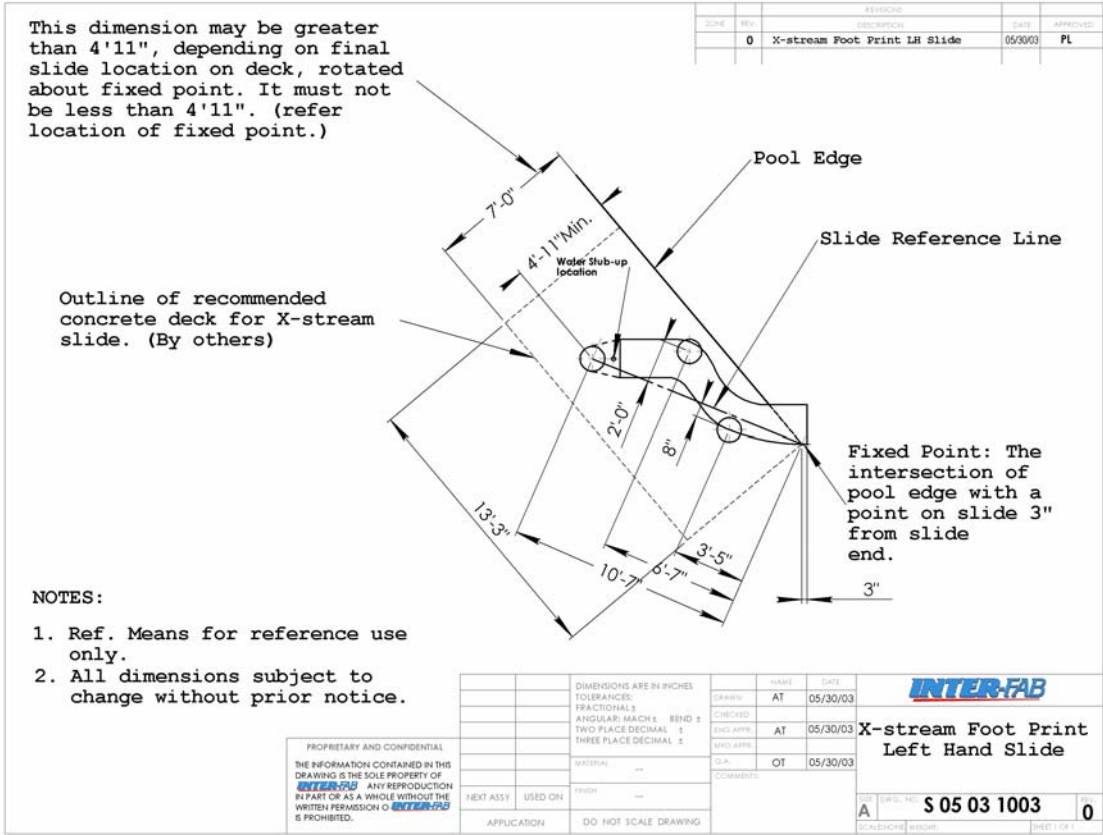 This dimension may be greater
than 4'11", depending on final
slide location on deck, rotated
about fixed point. It must not
be less than 4'11". (refer
location of fixed point.)
REVISIONS
ZONE REV. DESCRIPTION DATE APPROVED
0 X-stream Foot Print LH Slide 05/30/03 PL
Pool Edge
7'-0"
4'-11"Min.
Slide Reference Line
Water Stub-up
location
Outline of recommended
concrete deck for X-stream
slide. (By others)
2'-0"
8"
Fixed Point: The
intersection of
pool edge with a
point on slide 3"
from slide
end.
13'-3"
3'-5"
6'-7"
10'-7"
3"
NOTES:
1. Ref. Means for reference use
only.
2. All dimensions subject to
change without prior notice.
PROPRIETARY AND CONFIDENTIAL
THE INFORMATION CONTAINED IN THIS
DRAWING IS THE SOLE PROPERTY OF
INTER-FAB ANY REPRODUCTION
IN PART OR AS A WHOLE WITHOUT THE
WRITTEN PERMISSION O INTER-FAB
IS PROHIBITED.
NEXT ASSY USED ON
APPLICATION
DIMENSIONS ARE IN INCHES
TOLERANCES:
FRACTIONAL ±
ANGULAR: MACH ± BEND ±
TWO PLACE DECIMAL ±
THREE PLACE DECIMAL ±
MATERIAL
--
FINISH
--
DO NOT SCALE DRAWING
NAME DATE
DRAWN AT 05/30/03
CHECKED
ENG APPR. AT 05/30/03
MFG APPR.
Q.A. OT 05/30/03
COMMENTS:
INTER-FAB
X-stream Foot Print
Left Hand Slide
SIZE DWG. NO. REV.
A S 05 03 1003 0
SCALE:NONE WEIGHT: SHEET 1 OF 1